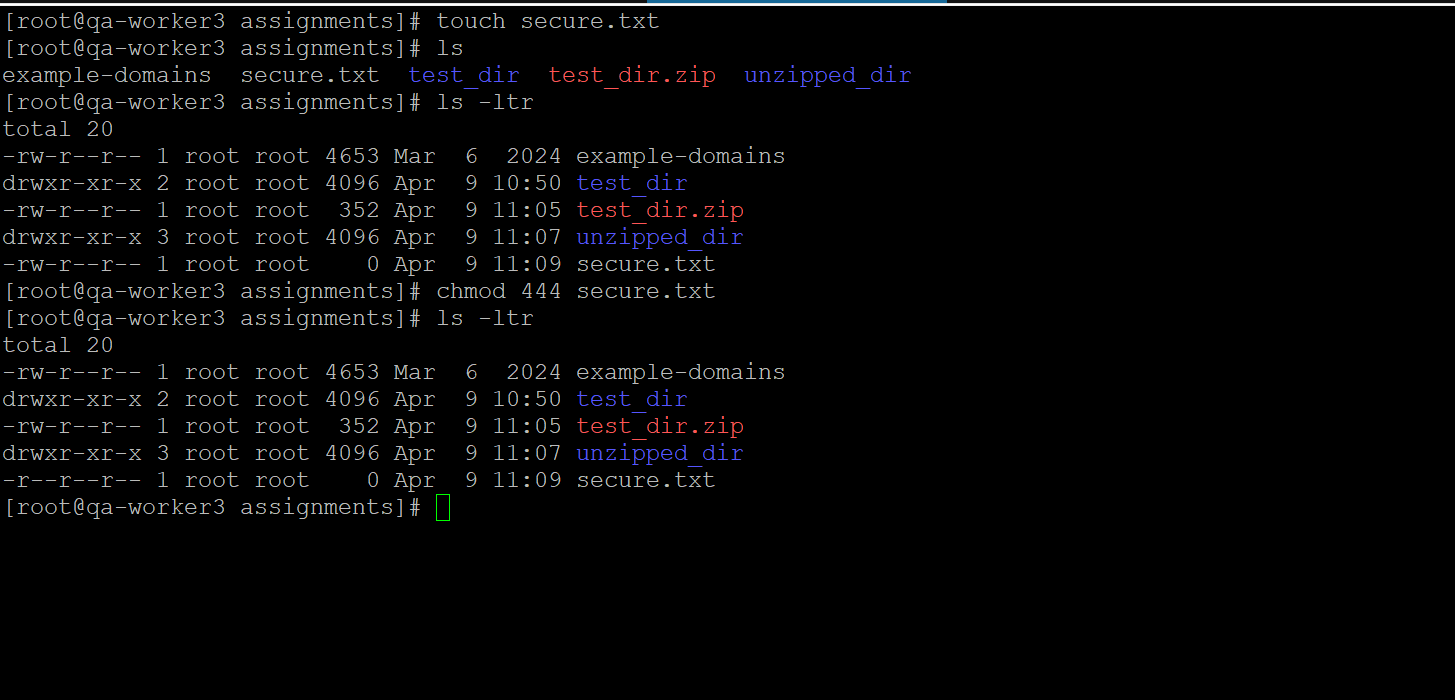 [root@qa-worker3 assignments]# touch secure.txt
[root@qa-worker3 assignments]# ls
example-domains  secure.txt  test_dir  test_dir.zip  unzipped_dir
[root@qa-worker3 assignments]# ls -ltr
total 20
-rw-r--r-- 1 root root 4653 Mar  6  2024 example-domains
drwxr-xr-x 2 root root 4096 Apr  9 10:50 test_dir
-rw-r--r-- 1 root root  352 Apr  9 11:05 test_dir.zip
drwxr-xr-x 3 root root 4096 Apr  9 11:07 unzipped_dir
-rw-r--r-- 1 root root    0 Apr  9 11:09 secure.txt
[root@qa-worker3 assignments]# chmod 444 secure.txt
[root@qa-worker3 assignments]# ls -ltr
total 20
-rw-r--r-- 1 root root 4653 Mar  6  2024 example-domains
drwxr-xr-x 2 root root 4096 Apr  9 10:50 test_dir
-rw-r--r-- 1 root root  352 Apr  9 11:05 test_dir.zip
drwxr-xr-x 3 root root 4096 Apr  9 11:07 unzipped_dir
-r--r--r-- 1 root root    0 Apr  9 11:09 secure.txt
[root@qa-worker3 assignments]#